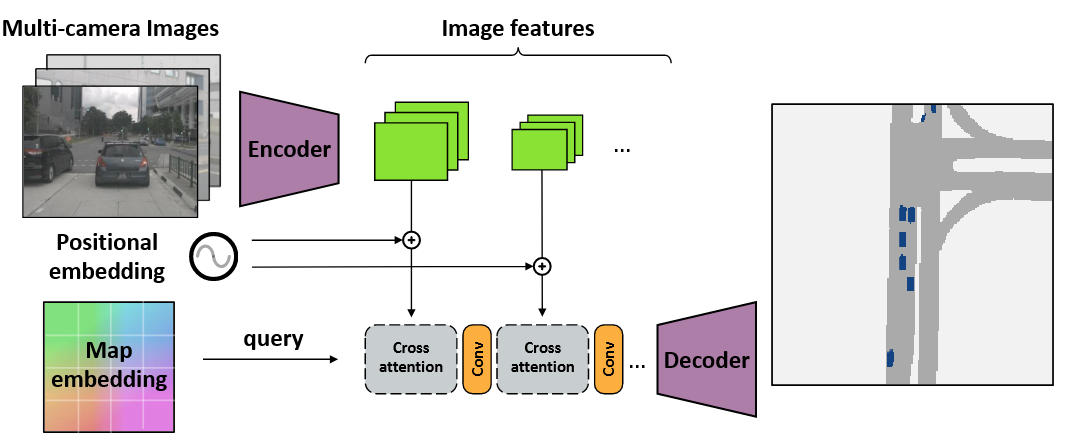 Multi-camera Images
Image features
Encoder
...
Positional
embedding
Map
embedding
query
Cross
attention
Conv
Cross
attention
Conv
...
Decoder